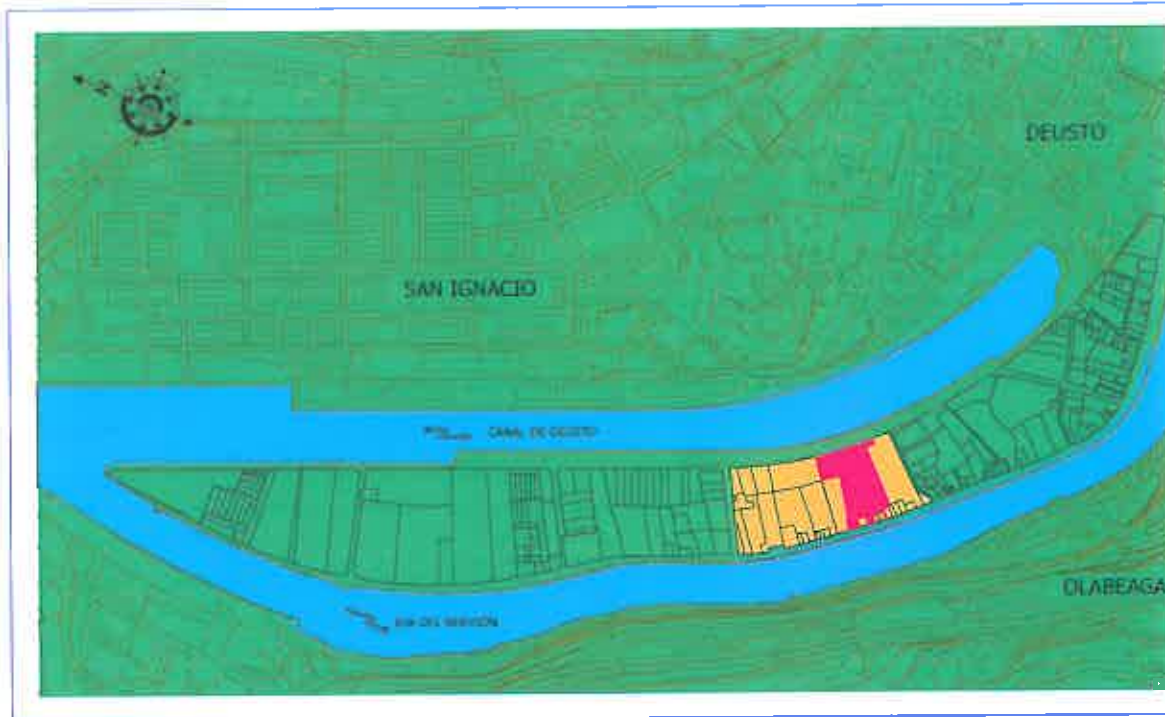 N
DEUSTO
SAN IGNACIO
CANAL DE DEUSTO
RIA DEL NERVION
OLABEAGA